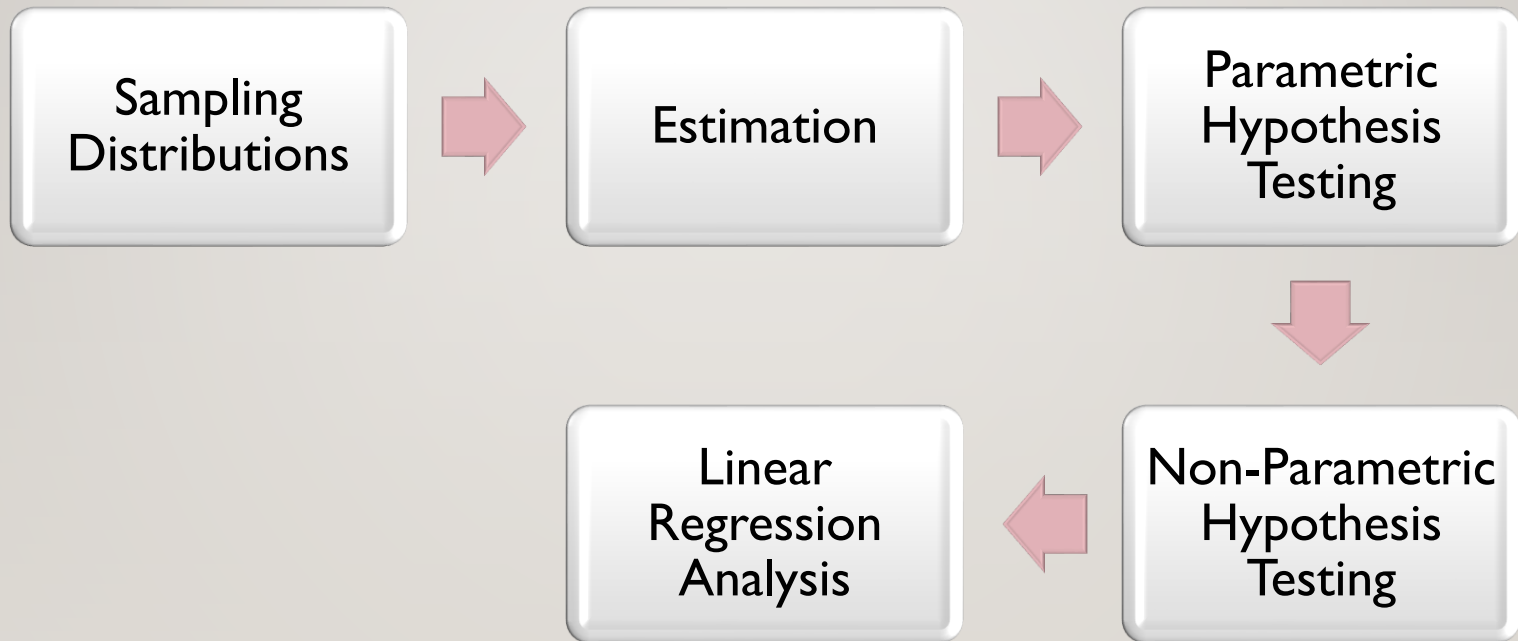 Sampling
Distributions
Estimation
Parametric
Hypothesis
Testing
Non-Parametric
Hypothesis
Testing
Linear
Regression
Analysis